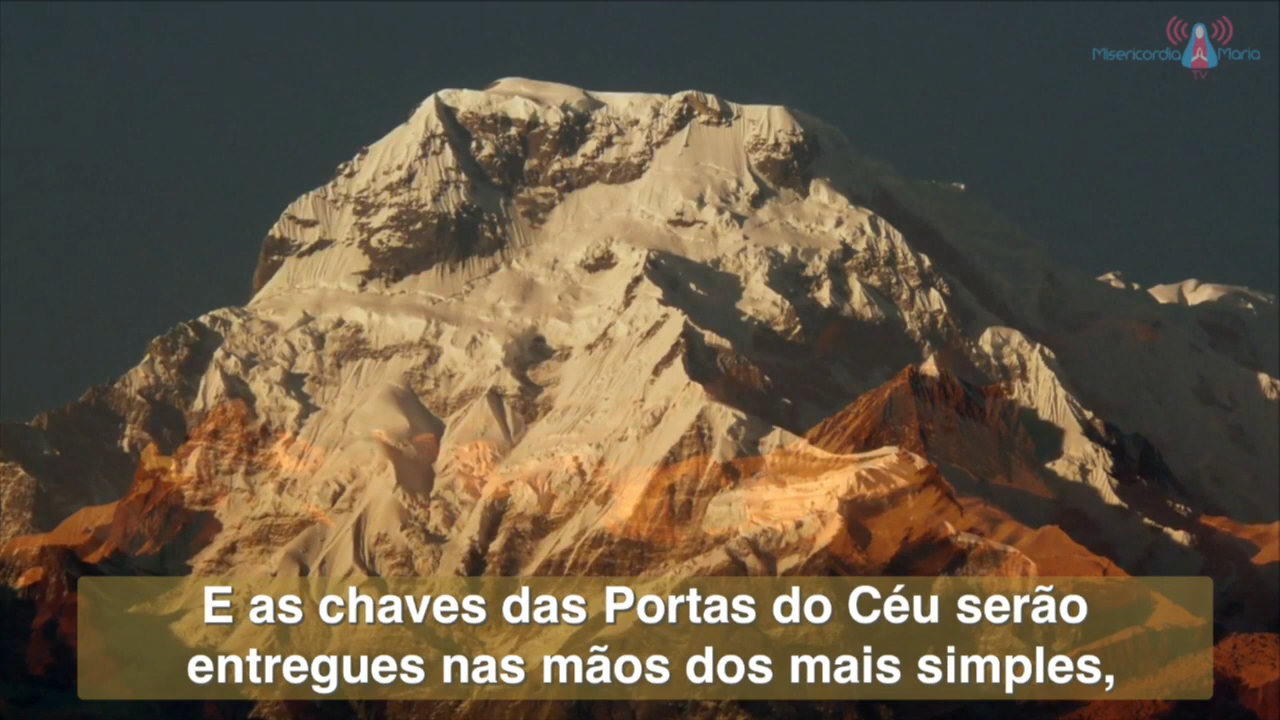 Misericordia Maria
TV
E as chaves das Portas do Céu serão
entregues nas mãos dos mais simples,